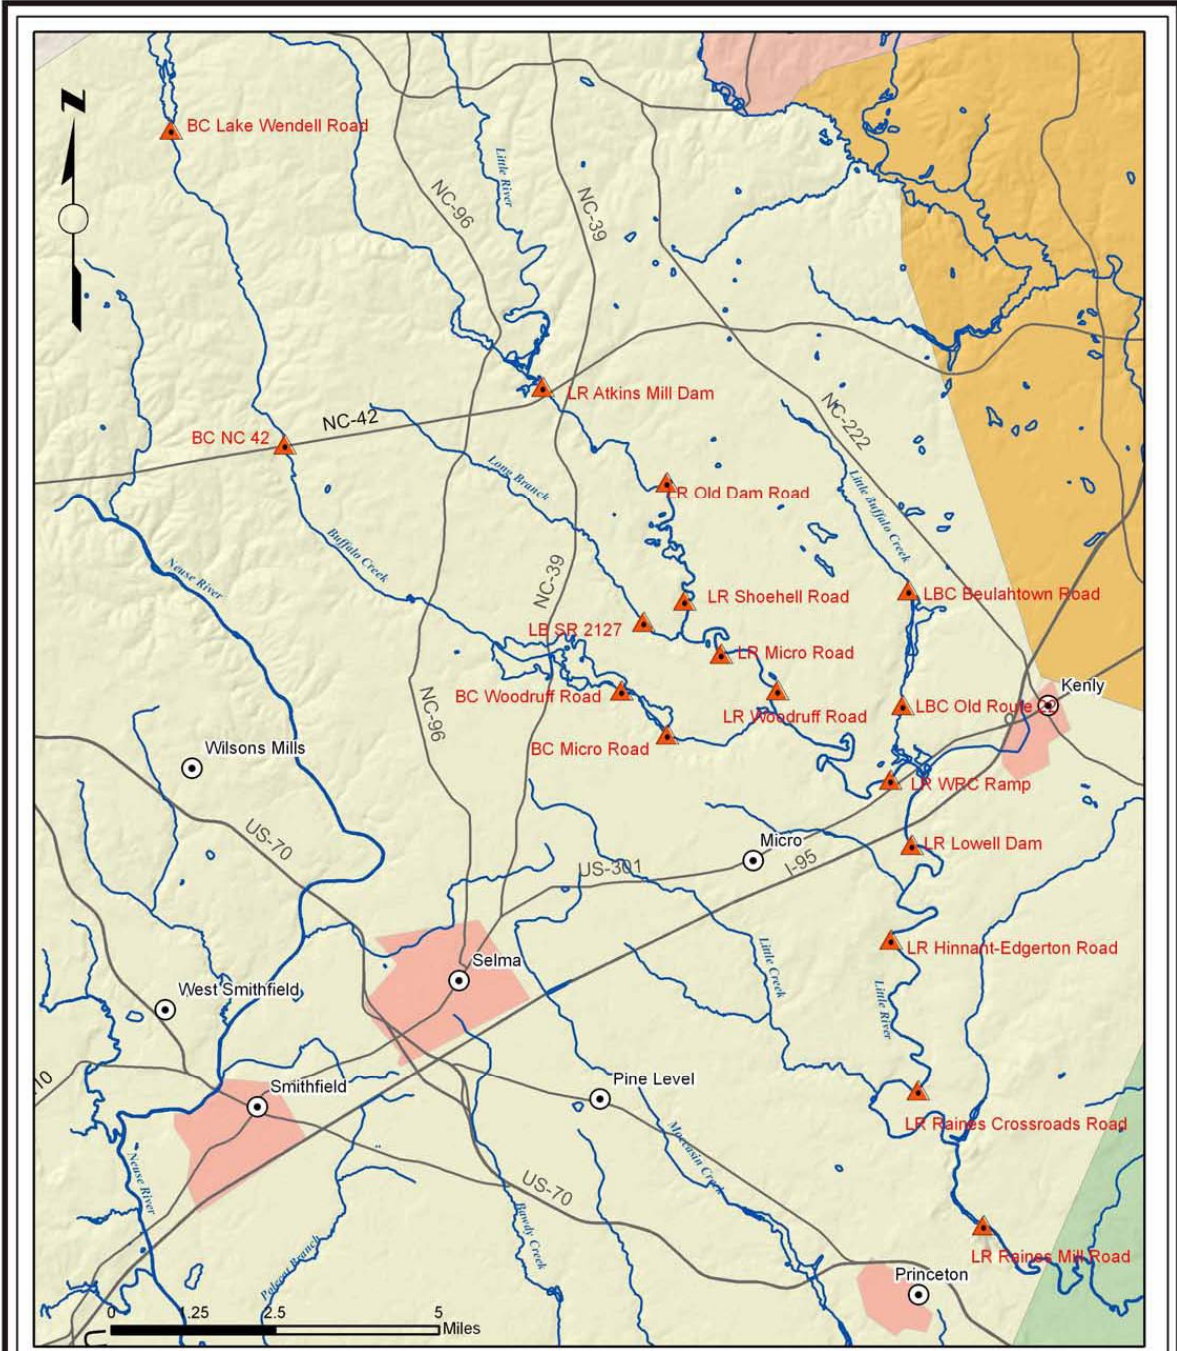 N
BC Lake Wendell Road
Little River
NC-96
NC-39
LR Atkins Mill Dam
NC-42
BC NC 42
NC-222
Long Branch
Little Buffalo Creek
LR Old Dam Road
Buffalo Creek
Neuse River
NC-39
LR Shoehell Road
LBC Beulahtown Road
LB SR 2127
LR Micro Road
BC Woodruff Road
LR Woodruff Road
LBC Old Route
Kenly
NC-96
BC Micro Road
Wilsons Mills
LR WRC Ramp
US-70
Micro
LR Lowell Dam
US-301
I-95
LR Hinnant-Edgerton Road
Selma
Little Creek
West Smithfield
Little River
10
Smithfield
Pine Level
LR Raines Crossroads Road
Moccasin Creek
Neuse River
US-70
Bawdy Creek
LR Raines Mill Road
Branch
Princeton
0 1.25 2.5 5
Miles